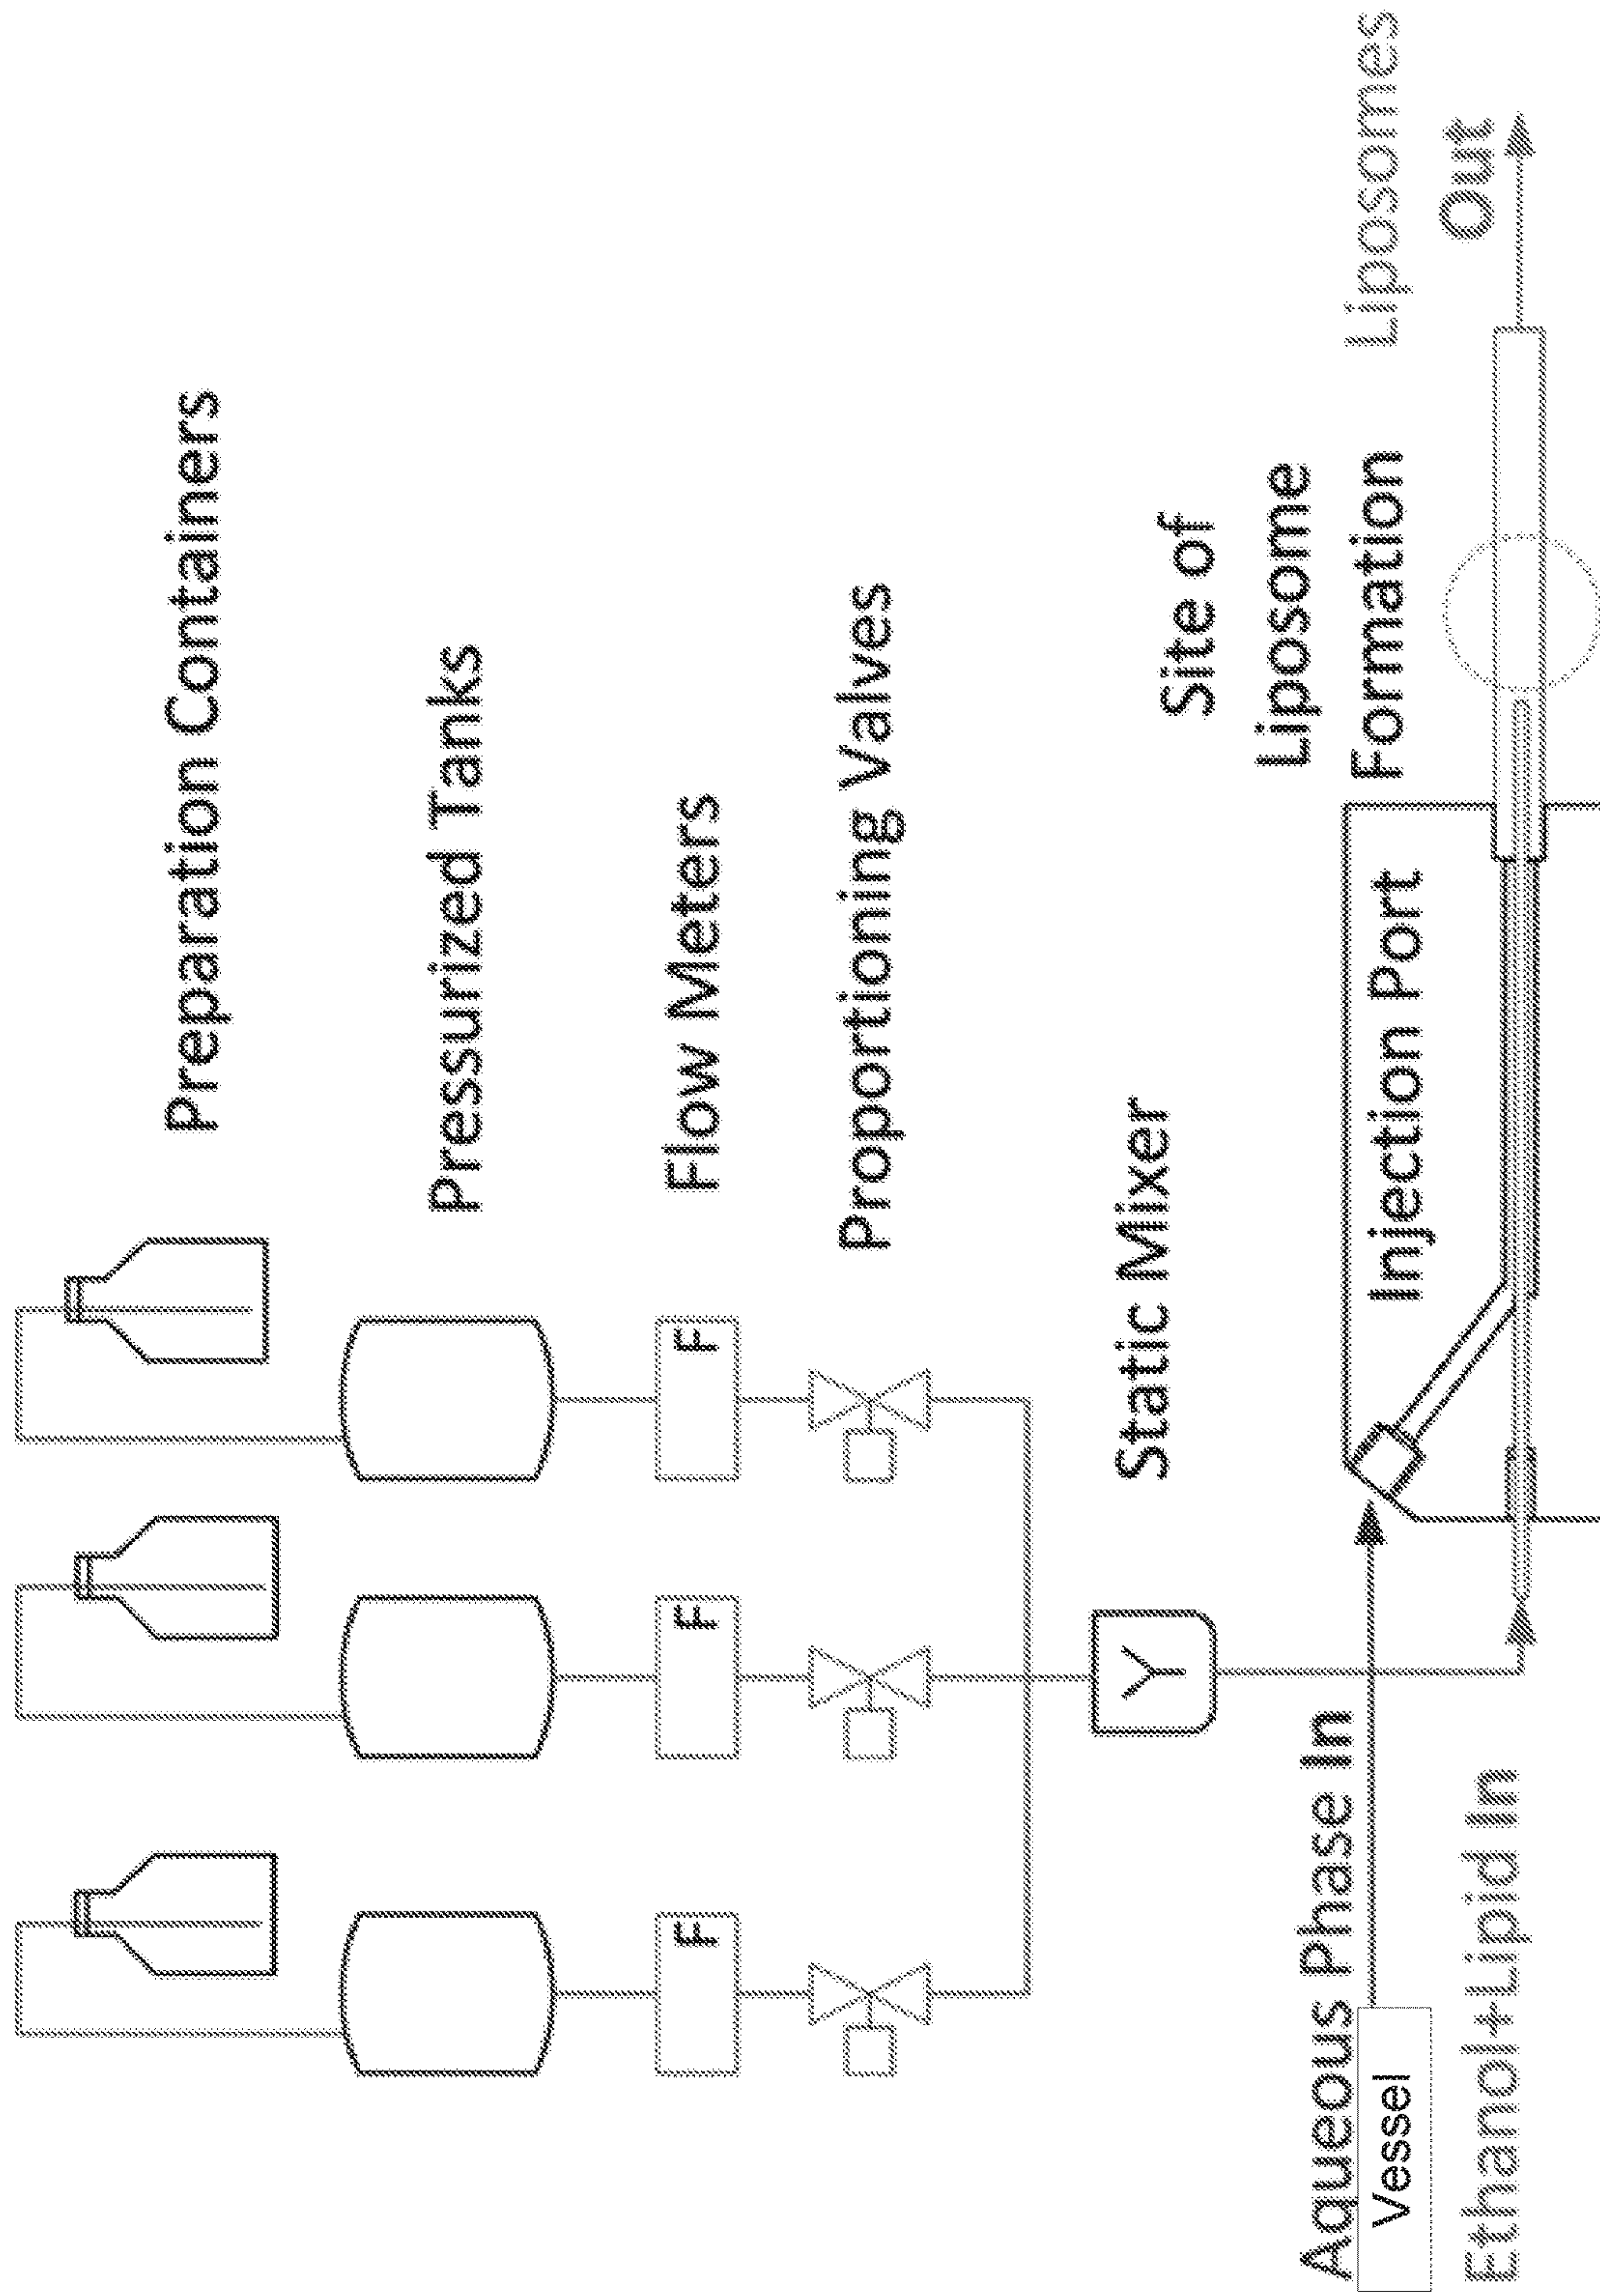 Preparation Containers
Pressurized Tanks
F
F
F
Flow Meters
Proportioning Valves
Y
Static Mixer
Site of
Liposome
Formation
Aqueous Phase In
Vessel
Ethanol+Lipid In
Injection Port
Liposomes
Out